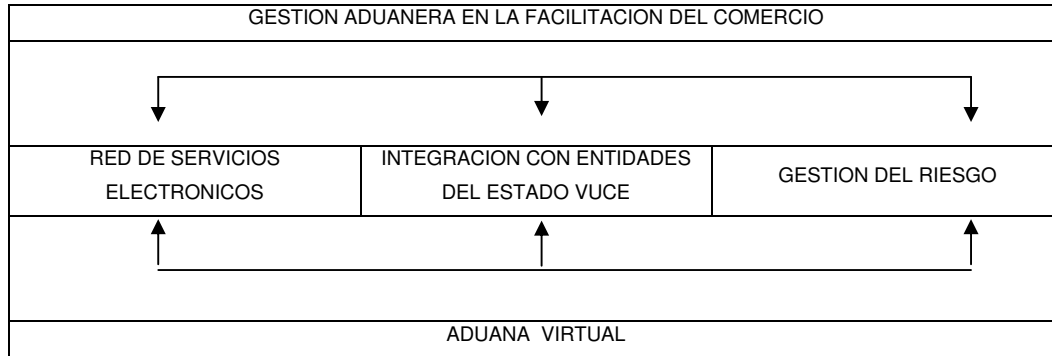 GESTION ADUANERA EN LA FACILITACION DEL COMERCIO
RED DE SERVICIOS
ELECTRONICOS
INTEGRACION CON ENTIDADES
DEL ESTADO VUCE
GESTION DEL RIESGO
ADUANA VIRTUAL